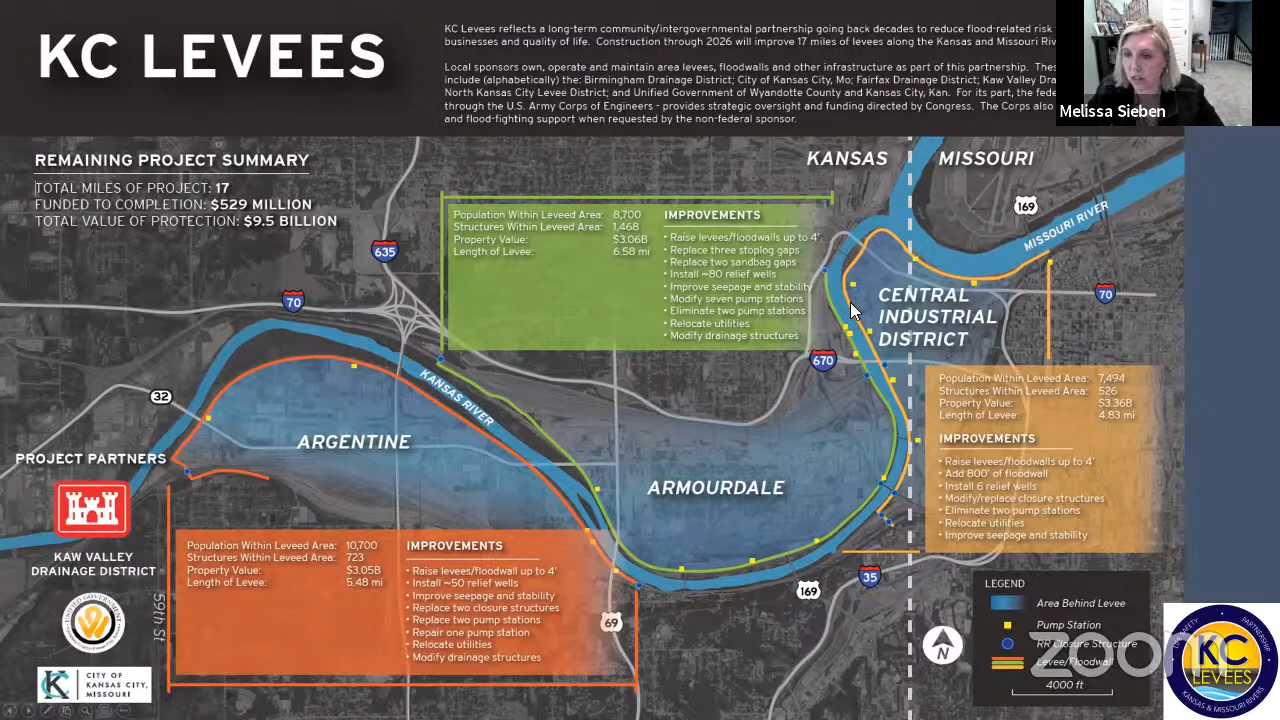 KC LEVEES
KC Levees reflects a long-term community/intergovernmental partnership going back decades to reduce flood-related risk
businesses and quality of life. Construction through 2026 will improve 17 miles of levees along the Kansas and Missouri
Local sponsors own, operate and maintain area levees, floodwalls and other infrastructure as part of this partnership.
include (alphabetically) the: Birmingham Drainage District; City of Kansas City, Mo; Fairfax Drainage District; Kaw Valley
North Kansas City Levee District; and Unified Government of Wyandotte County and Kansas City, Kan. For its part, the
through the U.S. Army Corps of Engineers - provides strategic oversight and funding directed by Congress. The Corps also
and flood-fighting support when requested by the non-federal sponsor.
Melissa Sieben
REMAINING PROJECT SUMMARY
TOTAL MILES OF PROJECT: 17
FUNDED TO COMPLETION: $529 MILLION
TOTAL VALUE OF PROTECTION: $9.5 BILLION
KANSAS
MISSOURI
169
MISSOURI RIVER
635
70
70
670
32
KANSAS RIVER
Population Within Leveed Area: 8,700
Structures Within Leveed Area: 1,468
Property Value: $3.06B
Length of Levee: 6.58 mi
IMPROVEMENTS
• Raise levees/floodwalls up to 4'
• Replace three stoplog gaps
• Replace two sandbag gaps
• Install ~80 relief wells
• Improve seepage and stability
• Modify seven pump stations
• Eliminate two pump stations
• Relocate utilities
• Modify drainage structures
CENTRAL
INDUSTRIAL
DISTRICT
Population Within Leveed Area: 7,494
Structures Within Leveed Area: 526
Property Value: $3.36B
Length of Levee: 4.83 mi
IMPROVEMENTS
• Raise levees/floodwalls up to 4'
• Add 800' of floodwall
• Install 6 relief wells
• Modify/replace closure structures
• Eliminate two pump stations
• Relocate utilities
• Improve seepage and stability
ARGENTINE
ARMOURDALE
PROJECT PARTNERS
KAW VALLEY
DRAINAGE DISTRICT
UNIFIED GOVERNMENT
CITY OF
KANSAS CITY,
MISSOURI
59th St
Population Within Leveed Area: 10,700
Structures Within Leveed Area: 723
Property Value: $3.05B
Length of Levee: 5.48 mi
IMPROVEMENTS
• Raise levees/floodwalls up to 4'
• Install ~50 relief wells
• Improve seepage and stability
• Replace two closure structures
• Replace two pump stations
• Repair one pump station
• Relocate utilities
• Modify drainage structures
69
169
35
N
LEGEND
Area Behind Levee
Pump Station
RR Closure Structure
Levee/Floodwall
4000 ft
zoom
PARTNERSHIP
KC
LEVEES
KANSAS & MISSOURI RIVERS